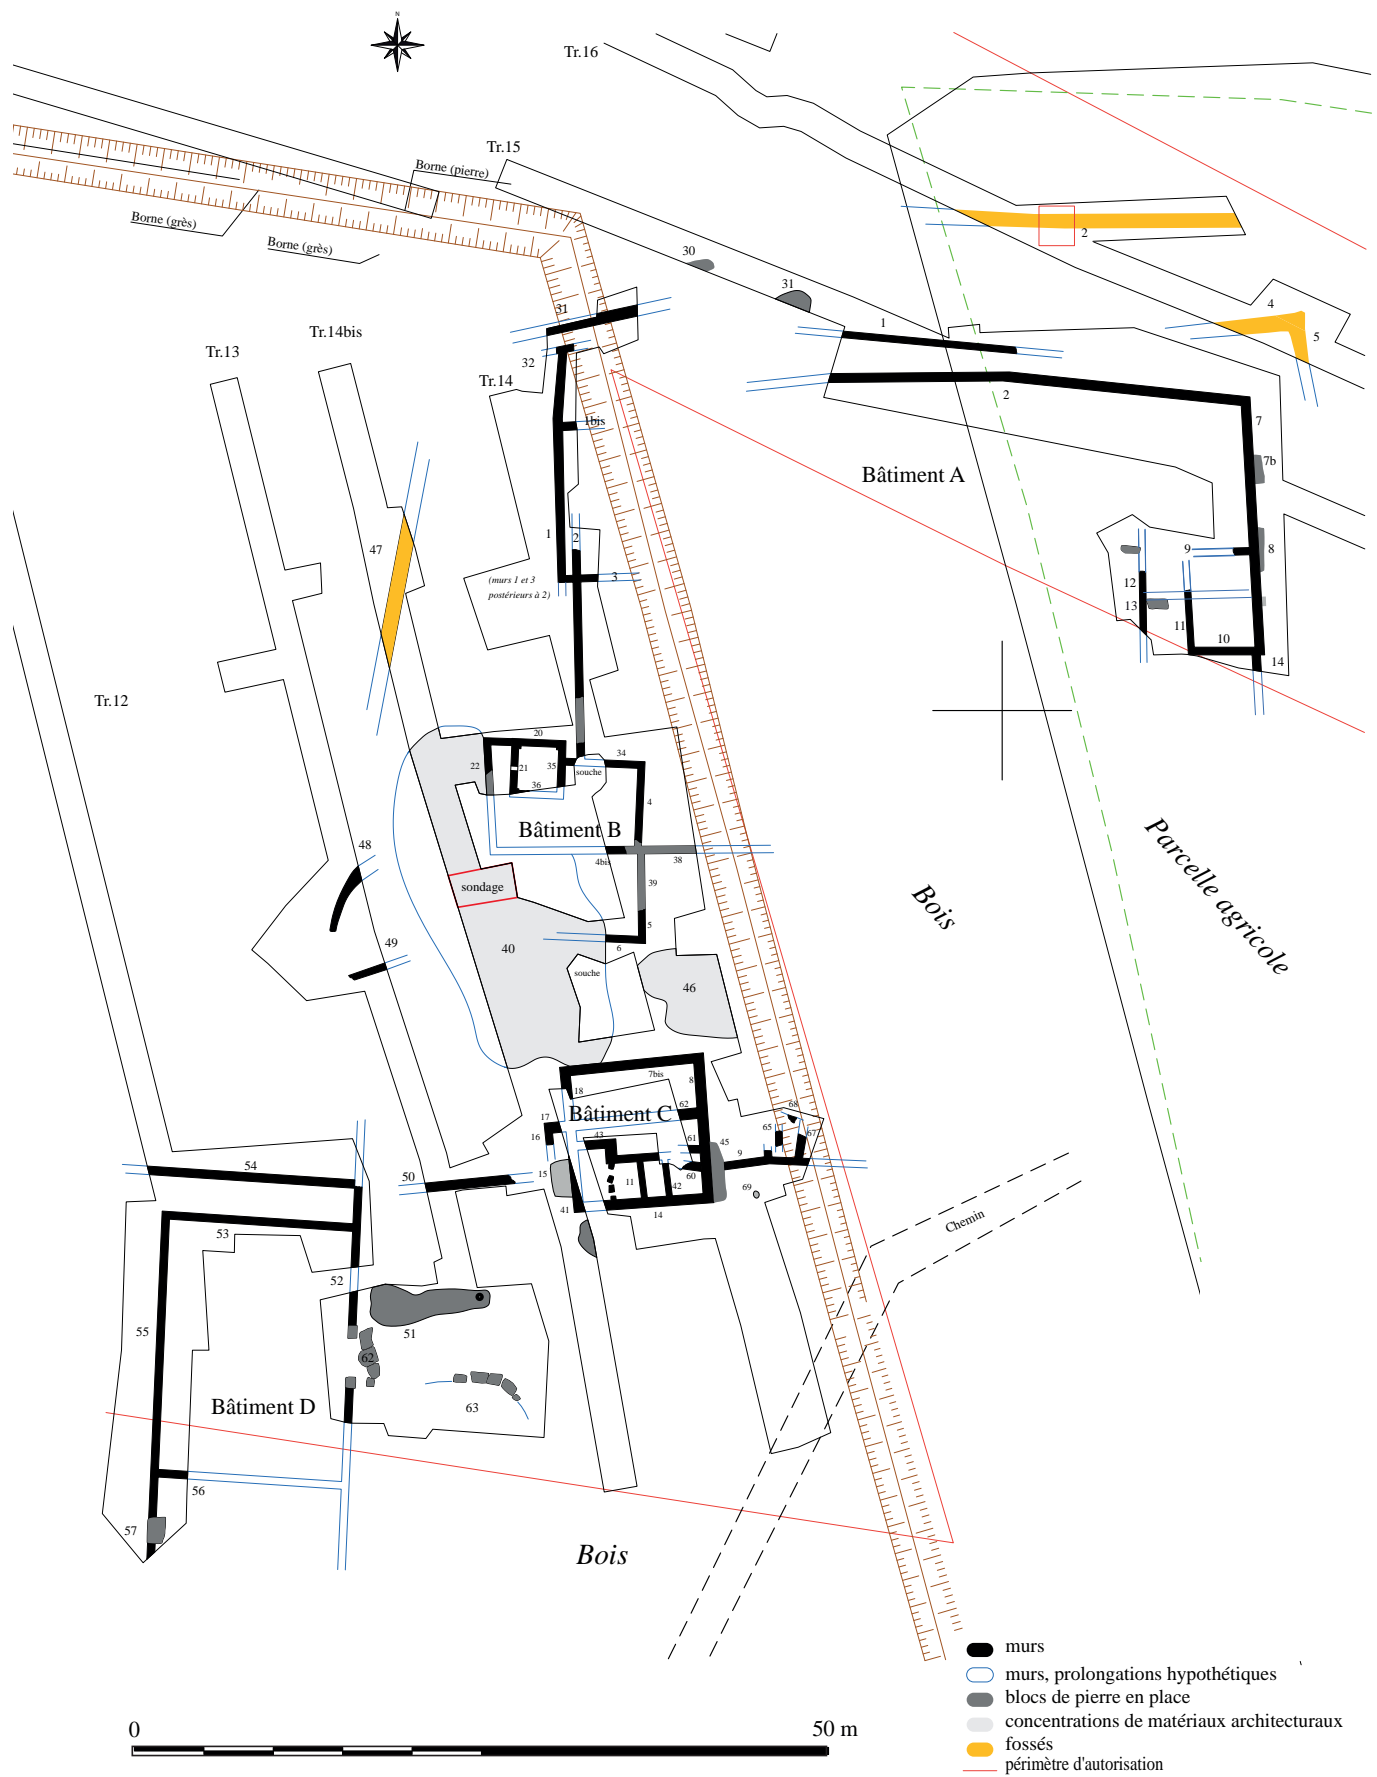 N
Tr.16
Tr.15
Borne (pierre)
Borne (grès)
Borne (grès)
2
30
31
4
5
1
31
Tr.14bis
Tr.13
32
Tr.14
2
1bis
7
7b
Bâtiment A
47
1
2
3
(murs 1 et 3
postérieurs à 2)
9
8
12
13
11
10
14
Tr.12
20
34
22
21
35
souche
36
4
Bâtiment B
4bis
38
48
sondage
39
Parcelle agricole
Bois
49
40
5
6
souche
46
7bis
8
18
Bâtiment C
62
17
16
43
61
45
65
68
67
9
54
50
15
11
42
60
69
41
14
53
Chemin
52
55
51
62
Bâtiment D
63
56
57
Bois
murs
murs, prolongations hypothétiques
blocs de pierre en place
concentrations de matériaux architecturaux
fossés
périmètre d'autorisation
0
50 m